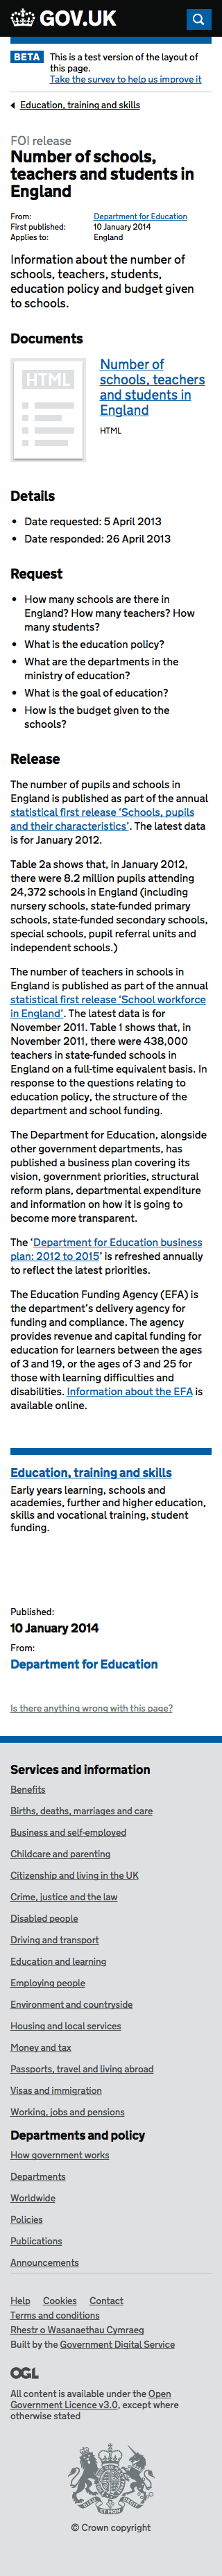 GOV.UK
BETA
This is a test version of the layout of
this page.
Take the survey to help us improve it
Education, training and skills
FOI release
Number of schools,
teachers and students in
England
From: Department for Education
First published: 10 January 2014
Applies to: England
Information about the number of
schools, teachers, students,
education policy and budget given
to schools.
Documents
HTML
Number of
schools, teachers
and students in
England
HTML
Details
• Date requested: 5 April 2013
• Date responded: 26 April 2013
Request
• How many schools are there in
England? How many teachers? How
many students?
• What is the education policy?
• What are the departments in the
ministry of education?
• What is the goal of education?
• How is the budget given to the
schools?
Release
The number of pupils and schools in
England is published as part of the annual
statistical first release ‘Schools, pupils
and their characteristics’. The latest data
is for January 2012.
Table 2a shows that, in January 2012,
there were 8.2 million pupils attending
24,372 schools in England (including
nursery schools, state-funded primary
schools, state-funded secondary schools,
special schools, pupil referral units and
independent schools.)
The number of teachers in schools in
England is published as part of the annual
statistical first release ‘School workforce
in England’. The latest data is for
November 2011. Table 1 shows that, in
November 2011, there were 438,000
teachers in state-funded schools in
England on a full-time equivalent basis. In
response to the questions relating to
education policy, the structure of the
department and school funding.
The Department for Education, alongside
other government departments, has
published a business plan covering its
vision, government priorities, structural
reform plans, departmental expenditure
and information on how it is going to
become more transparent.
The ‘Department for Education business
plan: 2012 to 2015’ is refreshed annually
to reflect the latest priorities.
The Education Funding Agency (EFA) is
the department’s delivery agency for
funding and compliance. The agency
provides revenue and capital funding for
education for learners between the ages
of 3 and 19, or the ages of 3 and 25 for
those with learning difficulties and
disabilities. Information about the EFA is
available online.
Education, training and skills
Early years learning, schools and
academies, further and higher education,
skills and vocational training, student
funding.
Published:
10 January 2014
From:
Department for Education
Is there anything wrong with this page?
Services and information
Benefits
Births, deaths, marriages and care
Business and self-employed
Childcare and parenting
Citizenship and living in the UK
Crime, justice and the law
Disabled people
Driving and transport
Education and learning
Employing people
Environment and countryside
Housing and local services
Money and tax
Passports, travel and living abroad
Visas and immigration
Working, jobs and pensions
Departments and policy
How government works
Departments
Worldwide
Policies
Publications
Announcements
Help Cookies Contact
Terms and conditions
Rhestr o Wasanaethau Cymraeg
Built by the Government Digital Service
OGL
All content is available under the Open
Government Licence v3.0, except where
otherwise stated
© Crown copyright